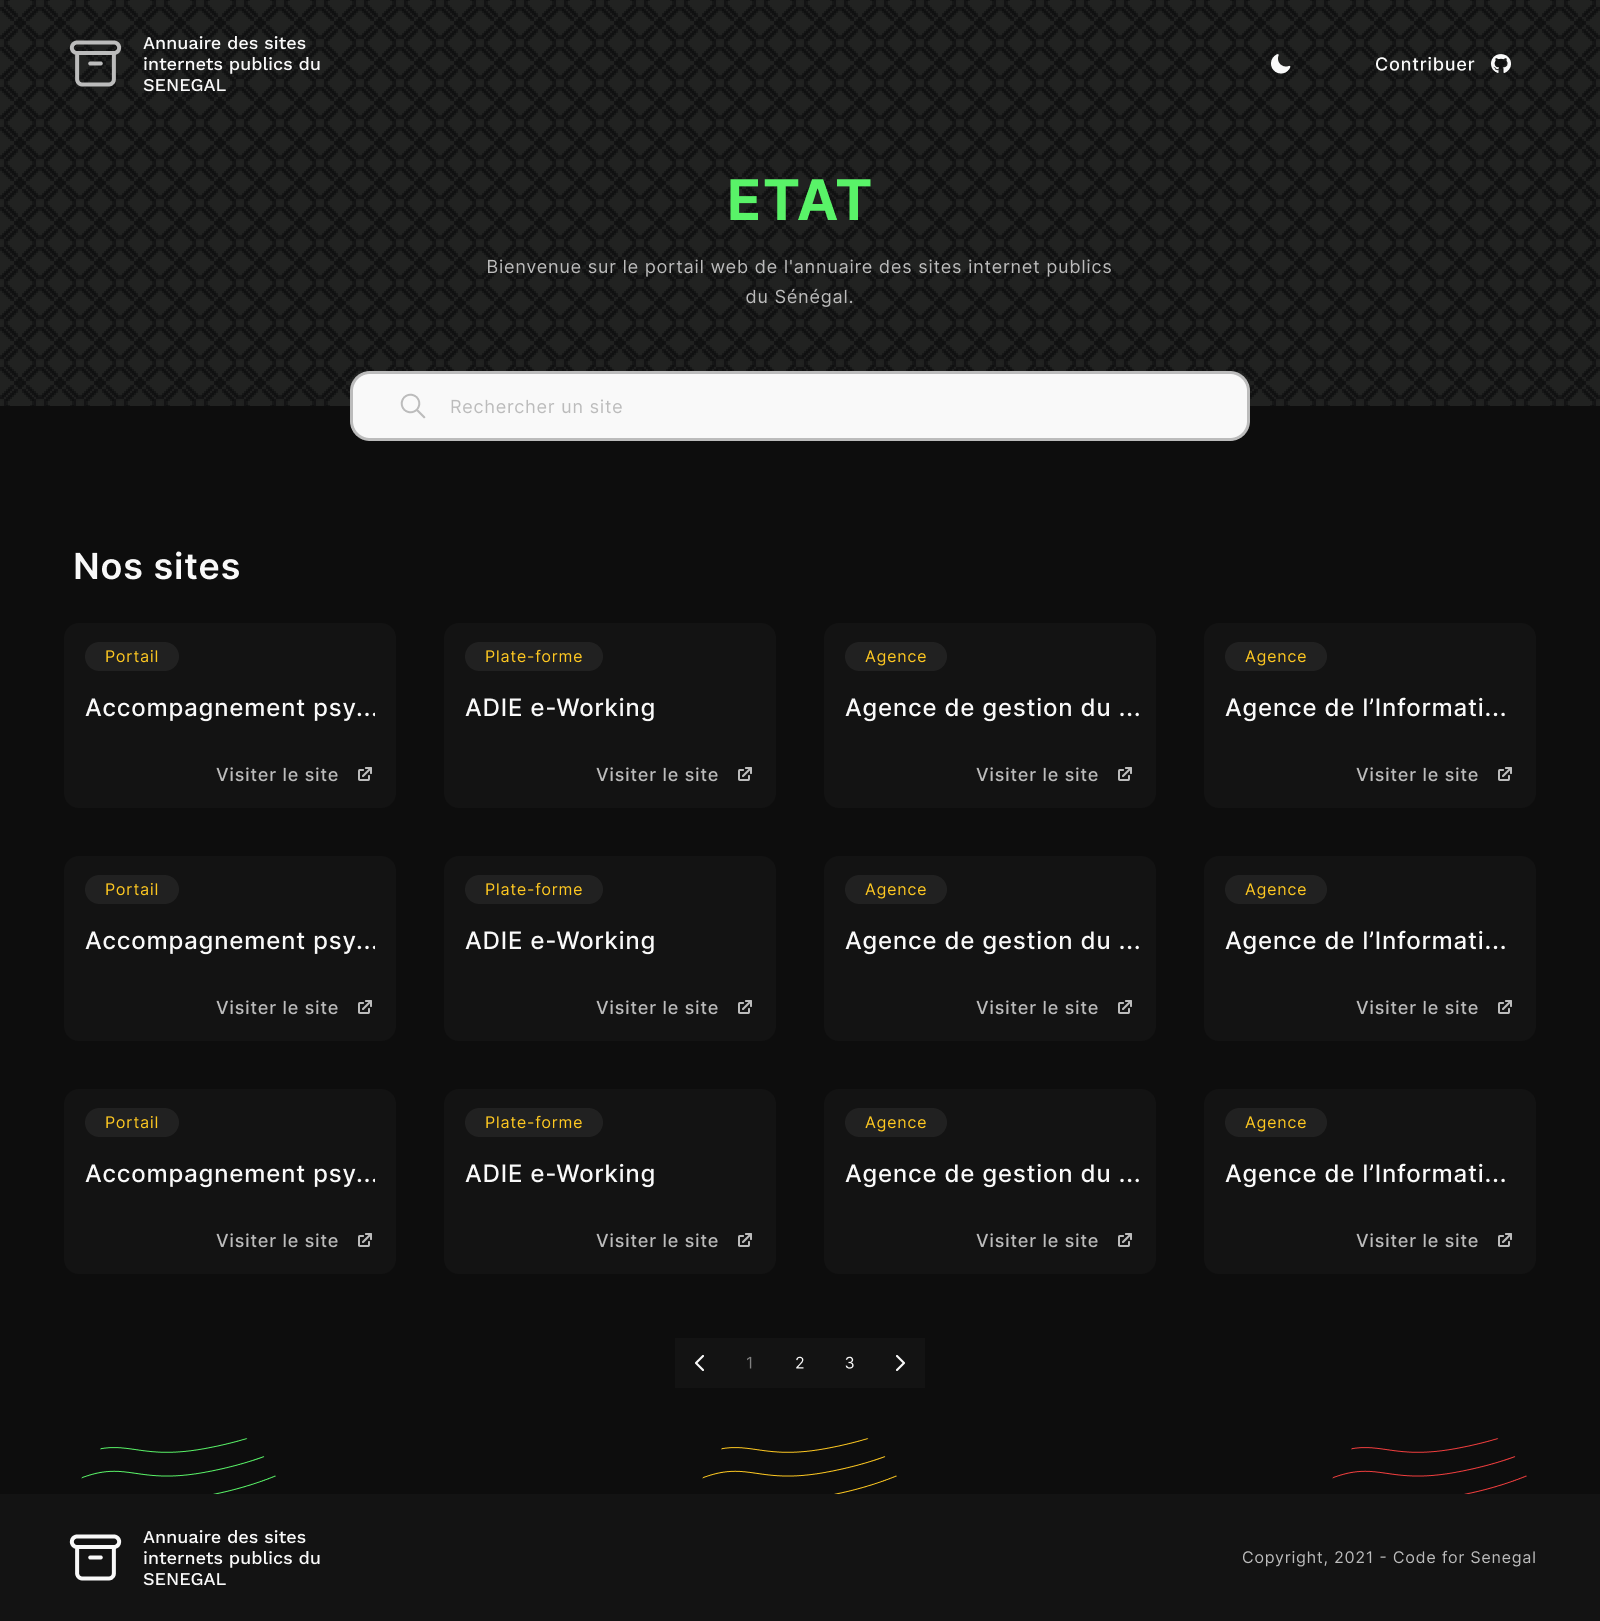 Annuaire des sites
internets publics du
SENEGAL
Contribuer
ETAT
Bienvenue sur le portail web de l'annuaire des sites internet publics
du Sénégal.
Rechercher un site
Nos sites
Portail
Accompagnement psy...
Visiter le site
Plate-forme
ADIE e-Working
Visiter le site
Agence
Agence de gestion du ...
Visiter le site
Agence
Agence de l’Informati...
Visiter le site
Portail
Accompagnement psy...
Visiter le site
Plate-forme
ADIE e-Working
Visiter le site
Agence
Agence de gestion du ...
Visiter le site
Agence
Agence de l’Informati...
Visiter le site
Portail
Accompagnement psy...
Visiter le site
Plate-forme
ADIE e-Working
Visiter le site
Agence
Agence de gestion du ...
Visiter le site
Agence
Agence de l’Informati...
Visiter le site
1 2 3
Annuaire des sites
internets publics du
SENEGAL
Copyright, 2021 - Code for Senegal